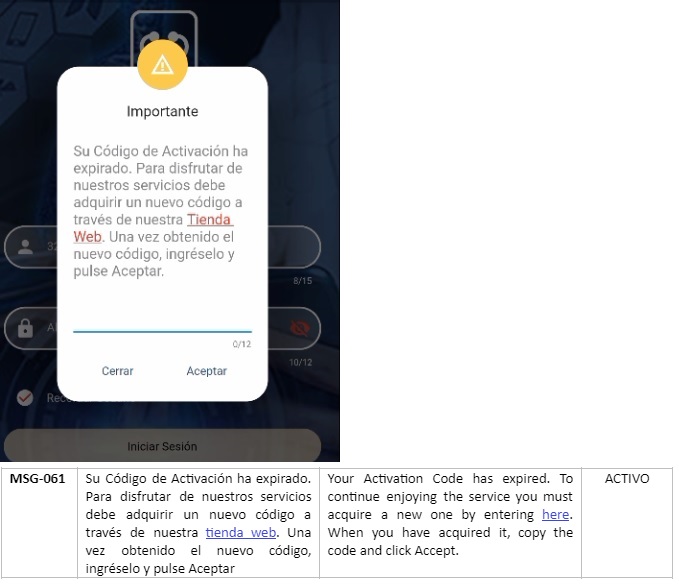 Importante
Su Código de Activación ha
expirado. Para disfrutar de
nuestros servicios debe
adquirir un nuevo código a
través de nuestra Tienda
Web. Una vez obtenido el
nuevo código, ingréselo y
pulse Aceptar.
32
8/15
0/12
A
10/12
Cerrar Aceptar
Rec
Iniciar Sesión
MSG-061
Su Código de Activación ha expirado.
Para disfrutar de nuestros servicios
debe adquirir un nuevo código a
través de nuestra tienda web. Una
vez obtenido el nuevo código,
ingréselo y pulse Aceptar
Your Activation Code has expired. To
continue enjoying the service you must
acquire a new one by entering here.
When you have acquired it, copy the
code and click Accept.
ACTIVO